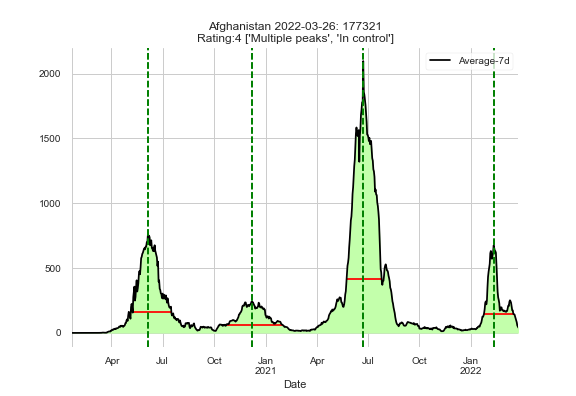 Afghanistan 2022-03-26: 177321
Rating:4 ['Multiple peaks', 'In control']
Average-7d
2000
1500
1000
500
0
Apr Jul Oct Jan Apr Jul Oct Jan
2021 2022
Date